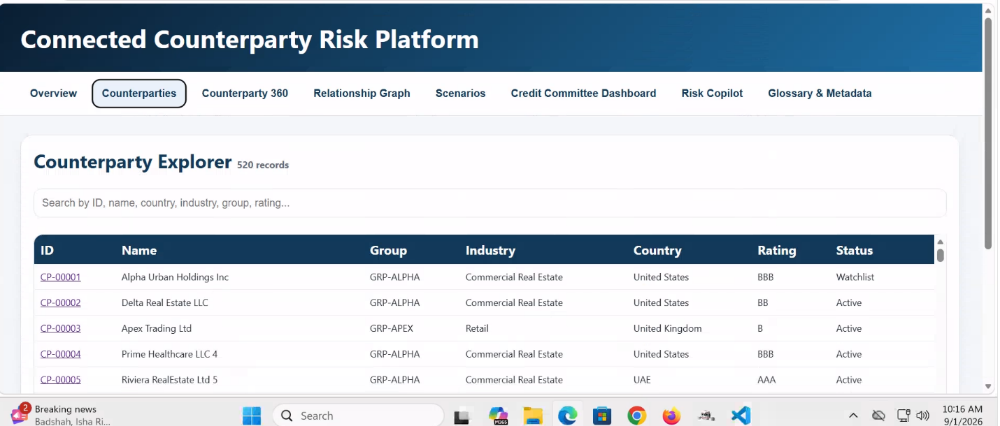 Connected Counterparty Risk Platform
Overview Counterparties Counterparty 360 Relationship Graph Scenarios Credit Committee Dashboard Risk Copilot Glossary & Metadata
Counterparty Explorer 520 records
Search by ID, name, country, industry, group, rating...
ID Name Group Industry Country Rating Status
CP-00001 Alpha Urban Holdings Inc GRP-ALPHA Commercial Real Estate United States BBB Watchlist
CP-00002 Delta Real Estate LLC GRP-ALPHA Commercial Real Estate United States BB Active
CP-00003 Apex Trading Ltd GRP-APEX Retail United Kingdom B Active
CP-00004 Prime Healthcare LLC 4 GRP-ALPHA Commercial Real Estate United States BBB Active
CP-00005 Riviera RealEstate Ltd 5 GRP-ALPHA Commercial Real Estate UAE AAA Active
2 Breaking news
Badshah, Isha Ri...
Search
M365
10:16 AM
9/1/2026